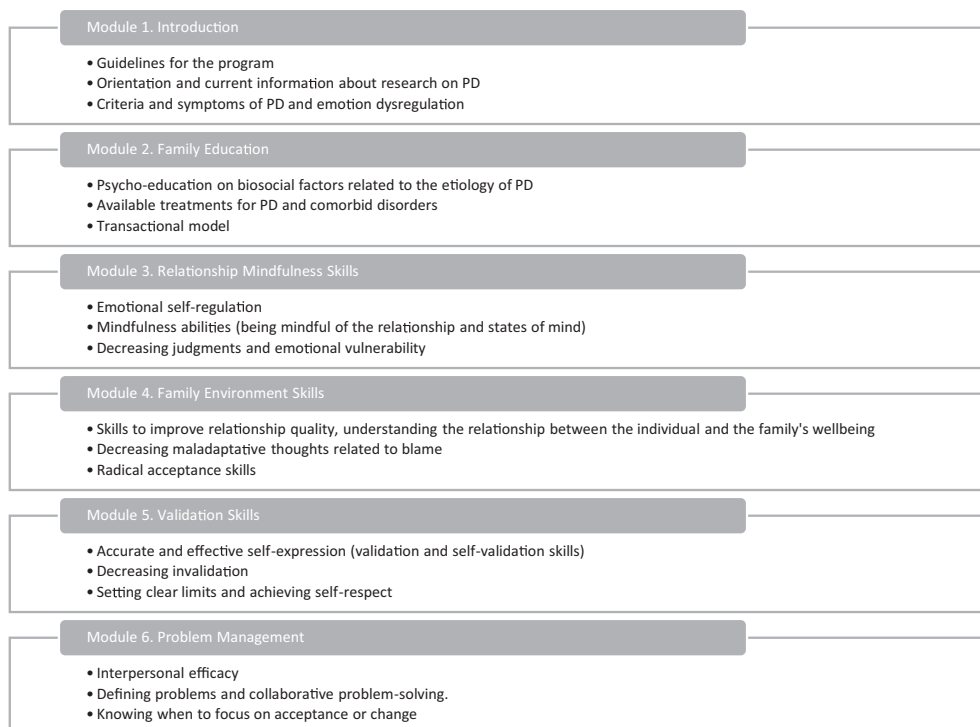 Module 1. Introduction
• Guidelines for the program
• Orientation and current information about research on PD
• Criteria and symptoms of PD and emotion dysregulation
Module 2. Family Education
• Psycho-education on biosocial factors related to the etiology of PD
• Available treatments for PD and comorbid disorders
• Transactional model
Module 3. Relationship Mindfulness Skills
• Emotional self-regulation
• Mindfulness abilities (being mindful of the relationship and states of mind)
• Decreasing judgments and emotional vulnerability
Module 4. Family Environment Skills
• Skills to improve relationship quality, understanding the relationship between the individual and the family's wellbeing
• Decreasing maladaptative thoughts related to blame
• Radical acceptance skills
Module 5. Validation Skills
• Accurate and effective self-expression (validation and self-validation skills)
• Decreasing invalidation
• Setting clear limits and achieving self-respect
Module 6. Problem Management
• Interpersonal efficacy
• Defining problems and collaborative problem-solving.
• Knowing when to focus on acceptance or change